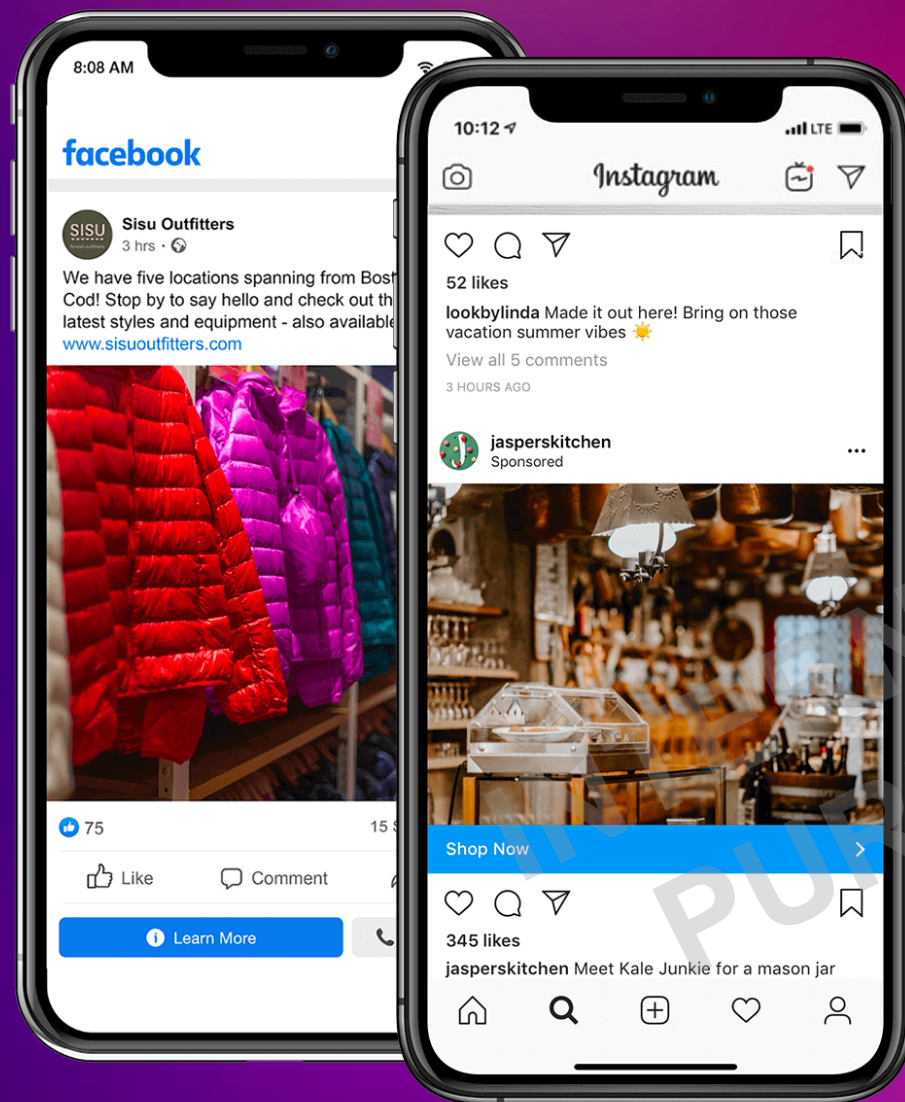 8:08 AM
facebook
SISU
Sisu Outfitters
3 hrs ·
We have five locations spanning from
Cod! Stop by to say hello and check out
latest styles and equipment - also
www.sisuoutfitters.com
75
15
Like
Comment
Learn More
10:12
LTE
Instagram
52 likes
lookbylinda Made it out here! Bring on those
vacation summer vibes ☀️
View all 5 comments
3 HOURS AGO
jasperskitchen
Sponsored
Shop Now
345 likes
jasperskitchen Meet Kale Junkie for a mason jar